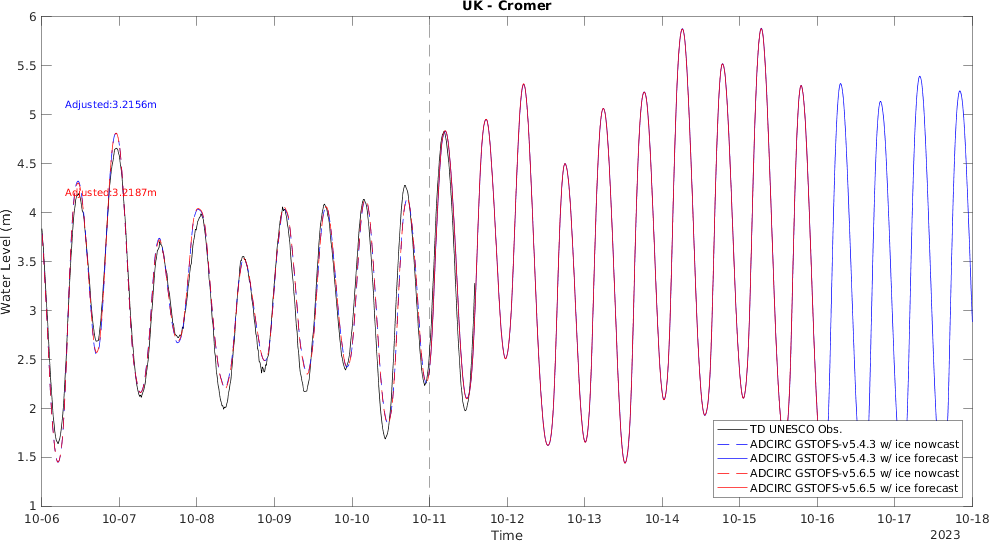 UK - Cromer
6
5.5
5
4.5
4
3.5
3
2.5
2
1.5
1
Water Level (m)
Adjusted:3.2156m
Adjusted:3.2187m
TD UNESCO Obs.
ADCIRC GSTOFS-v5.4.3 w/ ice nowcast
ADCIRC GSTOFS-v5.4.3 w/ ice forecast
ADCIRC GSTOFS-v5.6.5 w/ ice nowcast
ADCIRC GSTOFS-v5.6.5 w/ ice forecast
10-06 10-07 10-08 10-09 10-10 10-11 10-12 10-13 10-14 10-15 10-16 10-17 10-18
Time
2023